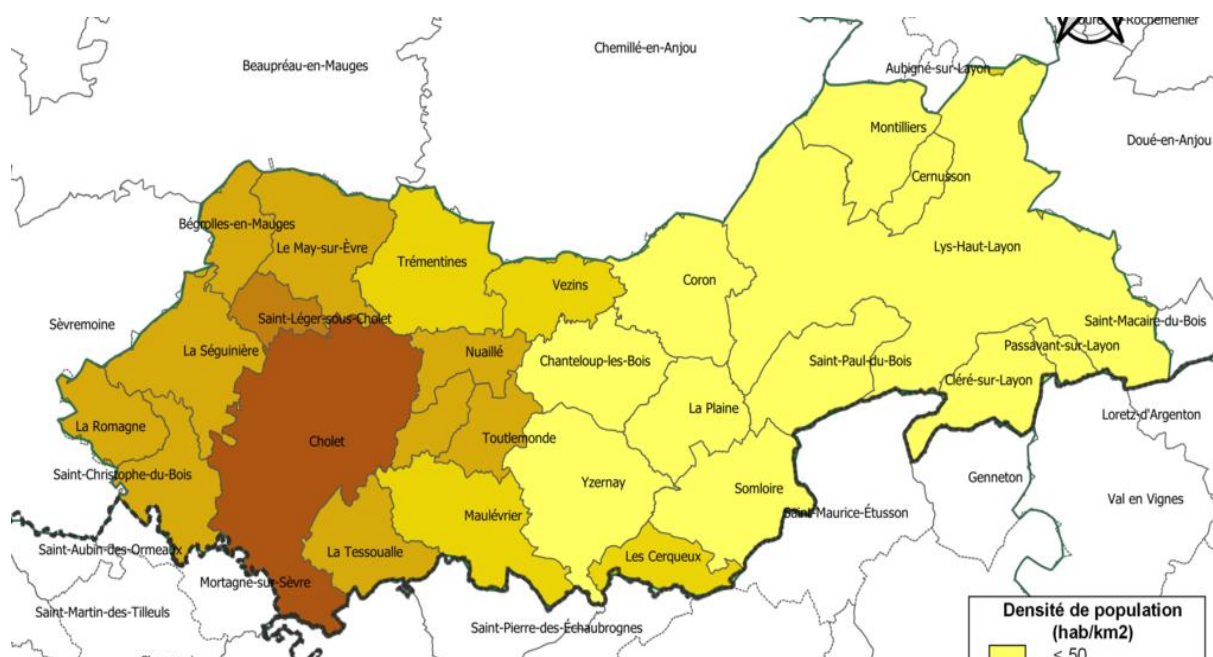 Rochemenier
Chemillé-en-Anjou
Beaupréau-en-Mauges
Aubigné-sur-Layon
Montilliers
Doué-en-Anjou
Cernusson
Bégrolles-en-Mauges
Le May-sur-Èvre
Lys-Haut-Layon
Trémentines
Coron
Vezins
Saint-Léger-sous-Cholet
Sèvremoine
Saint-Macaire-du-Bois
La Séguinière
Nuaillé
Passavant-sur-Layon
Chanteloup-les-Bois
Saint-Paul-du-Bois
Cléré-sur-Layon
La Plaine
Loretz-d'Argenton
La Romagne
Cholet
Toutlemonde
Saint-Christophe-du-Bois
Genneton
Yzernay
Somloire
Val en Vignes
Maulévrier
Saint-Maurice-Étusson
Saint-Aubin-des-Ormeaux
La Tessoualle
Les Cerqueux
Mortagne-sur-Sèvre
Saint-Martin-des-Tilleuls
Densité de population
(hab/km2)
Saint-Pierre-des-Échaubrognes
< 50